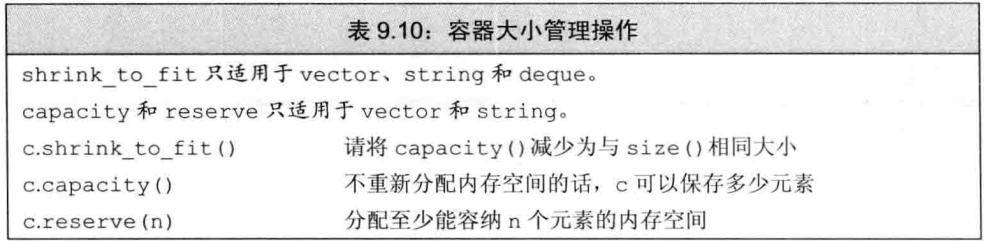 表 9.10：容器大小管理操作
shrink_to_fit 只适用于 vector、string 和 deque。
capacity 和 reserve 只适用于 vector 和 string。
c.shrink_to_fit() 请将 capacity()减少为与 size()相同大小
c.capacity() 不重新分配内存空间的话，c 可以保存多少元素
c.reserve(n) 分配至少能容纳 n 个元素的内存空间